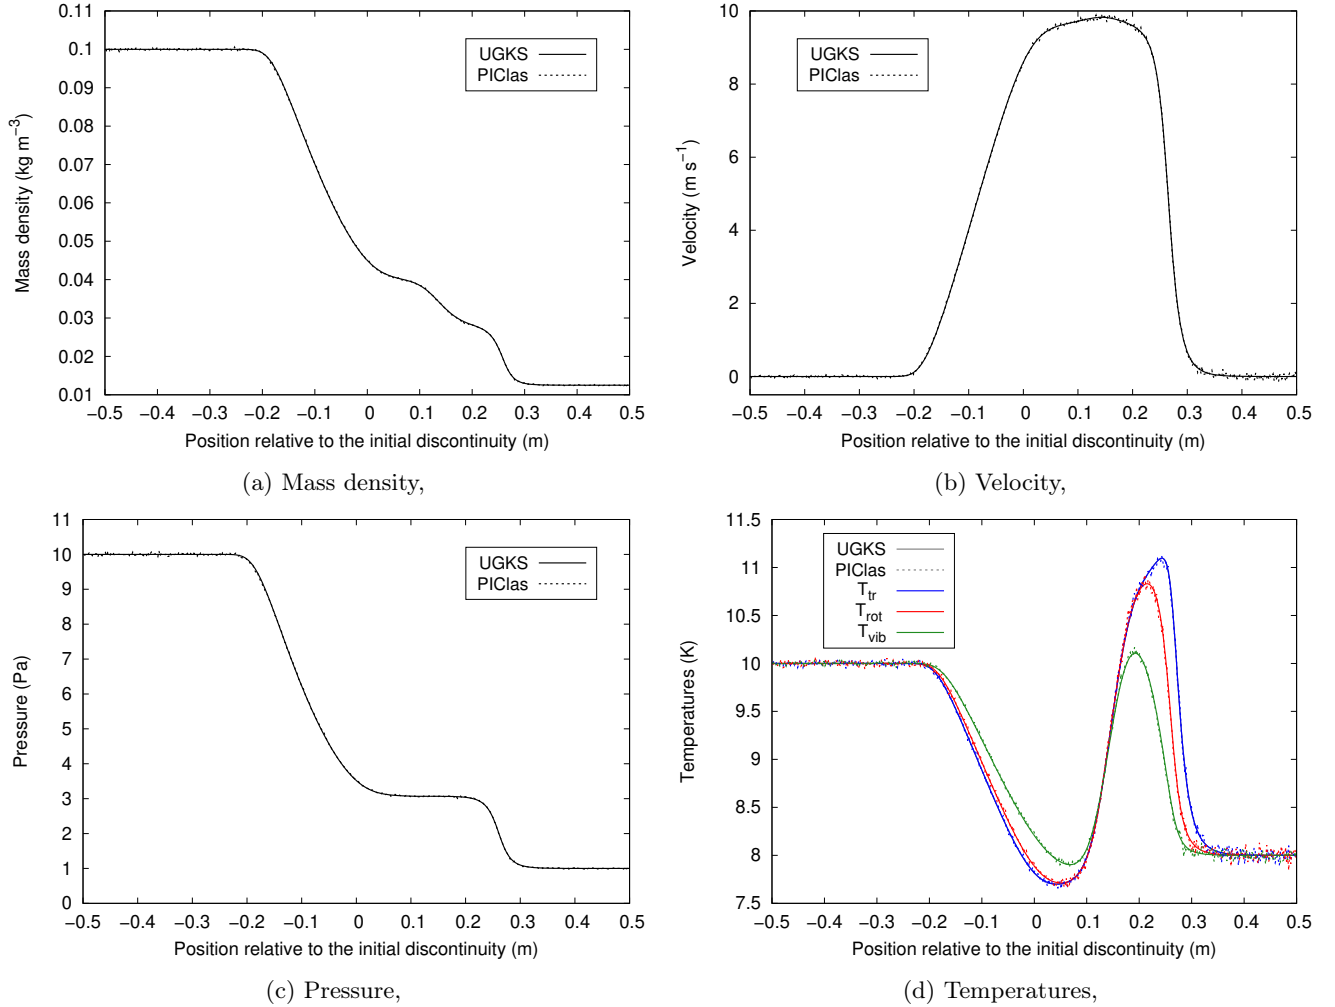 0.11
0.1
0.09
0.08
0.07
0.06
0.05
0.04
0.03
0.02
0.01
Mass density (kg m⁻³)
UGKS
PIClas
−0.5 −0.4 −0.3 −0.2 −0.1 0 0.1 0.2 0.3 0.4 0.5
Position relative to the initial discontinuity (m)
(a) Mass density,
10
8
6
4
2
0
Velocity (m s⁻¹)
UGKS
PIClas
−0.5 −0.4 −0.3 −0.2 −0.1 0 0.1 0.2 0.3 0.4 0.5
Position relative to the initial discontinuity (m)
(b) Velocity,
11
10
9
8
7
6
5
4
3
2
1
0
Pressure (Pa)
UGKS
PIClas
−0.5 −0.4 −0.3 −0.2 −0.1 0 0.1 0.2 0.3 0.4 0.5
Position relative to the initial discontinuity (m)
(c) Pressure,
11.5
11
10.5
10
9.5
9
8.5
8
7.5
Temperatures (K)
UGKS
PIClas
T_tr
T_rot
T_vib
−0.5 −0.4 −0.3 −0.2 −0.1 0 0.1 0.2 0.3 0.4 0.5
Position relative to the initial discontinuity (m)
(d) Temperatures,